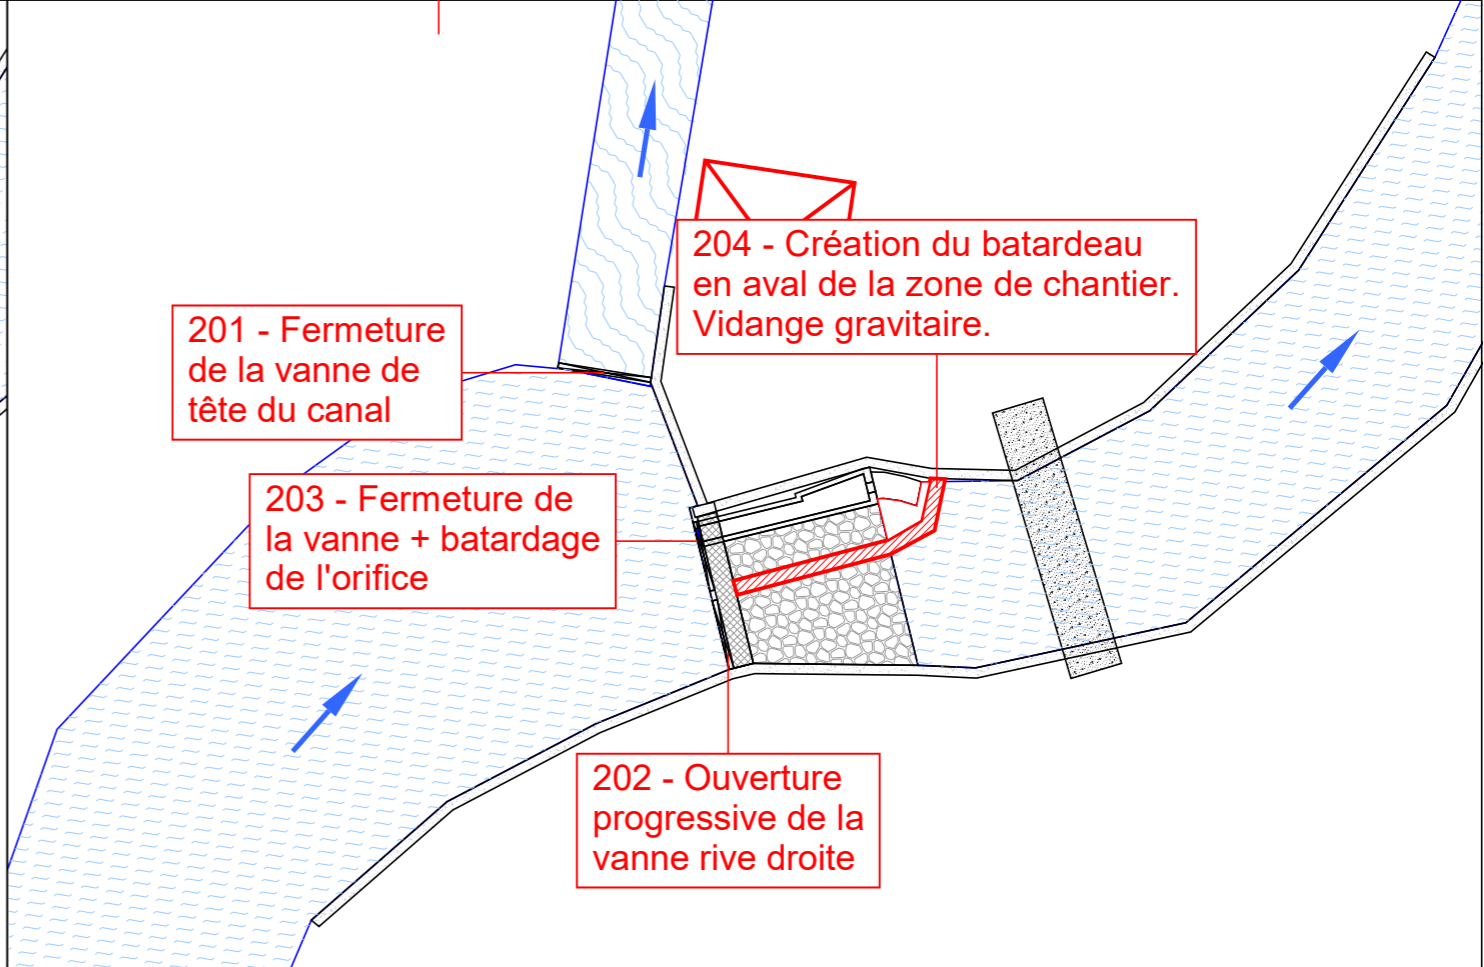 204 - Création du batardeau
en aval de la zone de chantier.
Vidange gravitaire.
201 - Fermeture
de la vanne de
tête du canal
203 - Fermeture de
la vanne + batardage
de l'orifice
202 - Ouverture
progressive de la
vanne rive droite